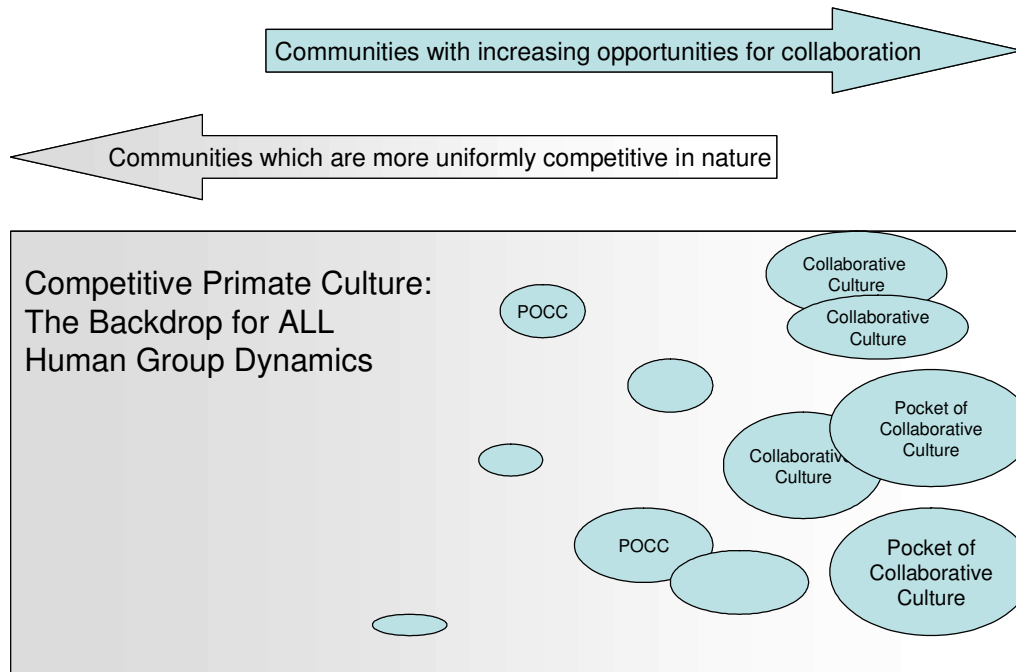 Communities with increasing opportunities for collaboration
Communities which are more uniformly competitive in nature
Competitive Primate Culture:
The Backdrop for ALL
Human Group Dynamics
POCC
Collaborative
Culture
Collaborative
Culture
Pocket of
Collaborative
Culture
Collaborative
Culture
POCC
Pocket of
Collaborative
Culture